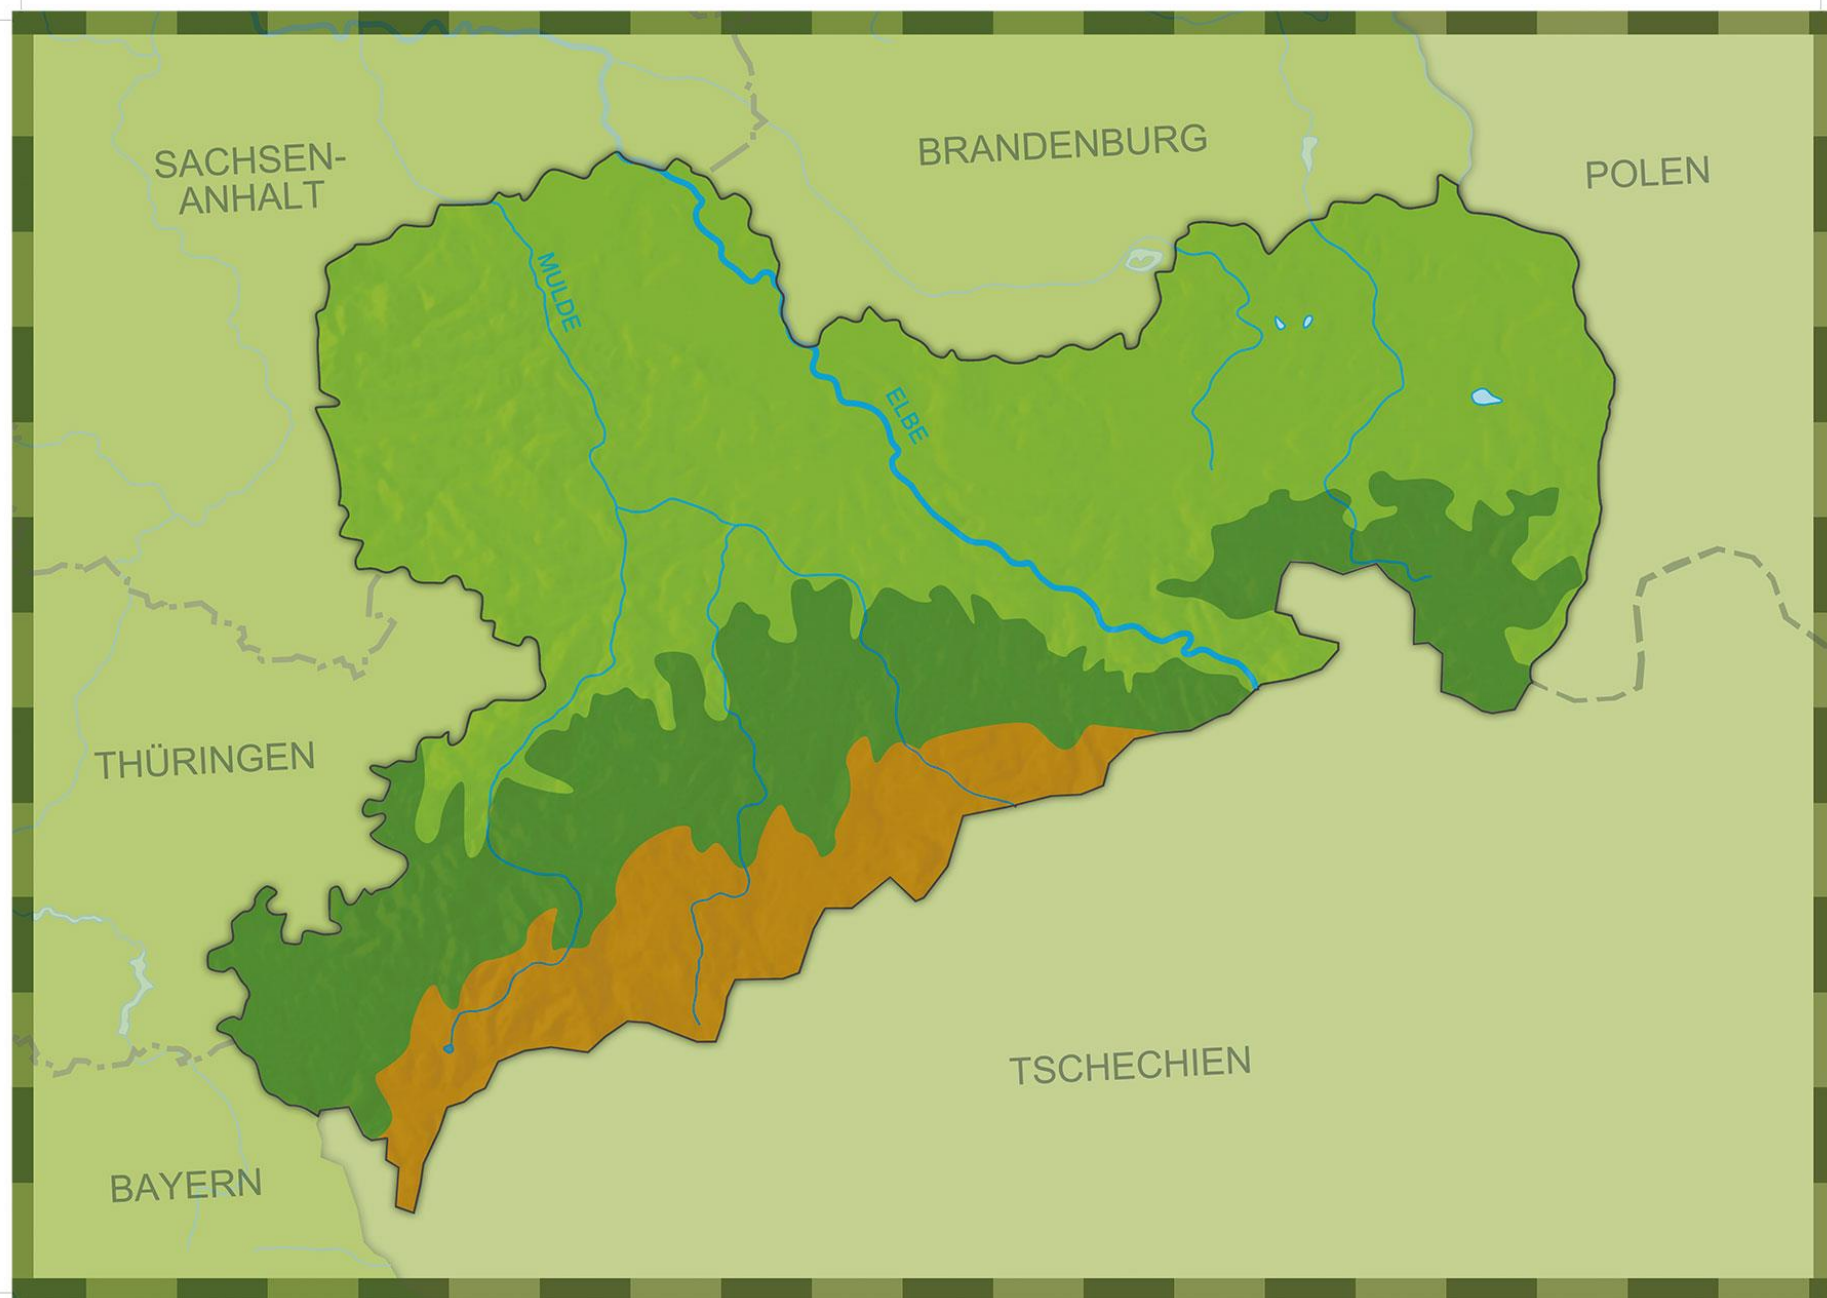 SACHSEN-
ANHALT
BRANDENBURG
POLEN
MULDE
ELBE
THÜRINGEN
TSCHECHIEN
BAYERN